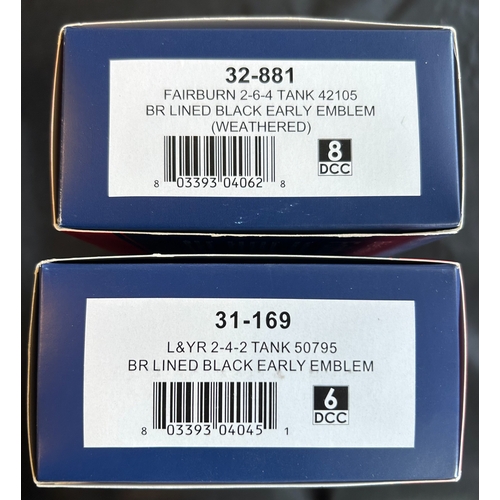 32-881
FAIRBURN 2-6-4 TANK 42105
BR LINED BLACK EARLY EMBLEM
(WEATHERED)
8 03393 04062 8
8
DCC
31-169
L&YR 2-4-2 TANK 50795
BR LINED BLACK EARLY EMBLEM
8 03393 04045 1
6
DCC